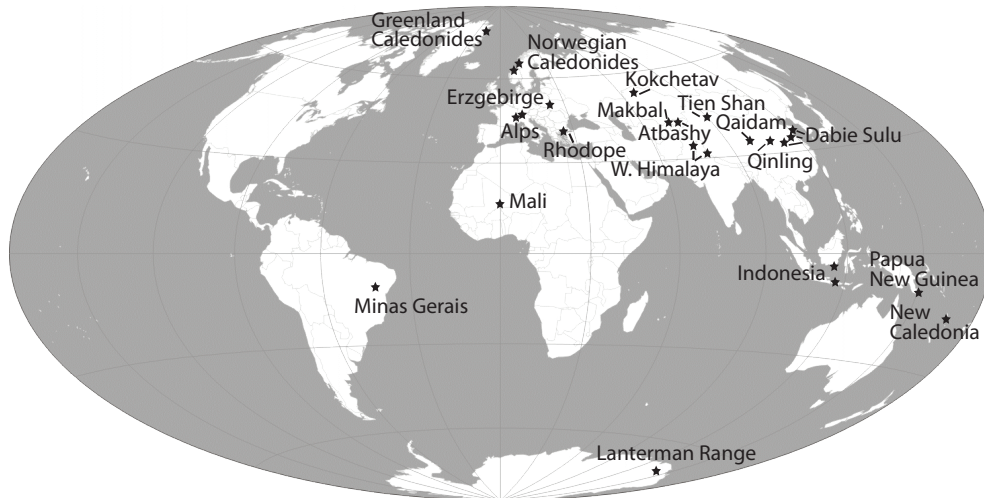 Greenland
Caledonides
Norwegian
Caledonides
Kokchetav
Erzgebirge
Makbal
Tien Shan
Qaidam
Alps
Atbashy
Dabie Sulu
Rhodope
W. Himalaya
Qinling
Mali
Indonesia
Papua
New Guinea
Minas Gerais
New
Caledonia
Lanterman Range